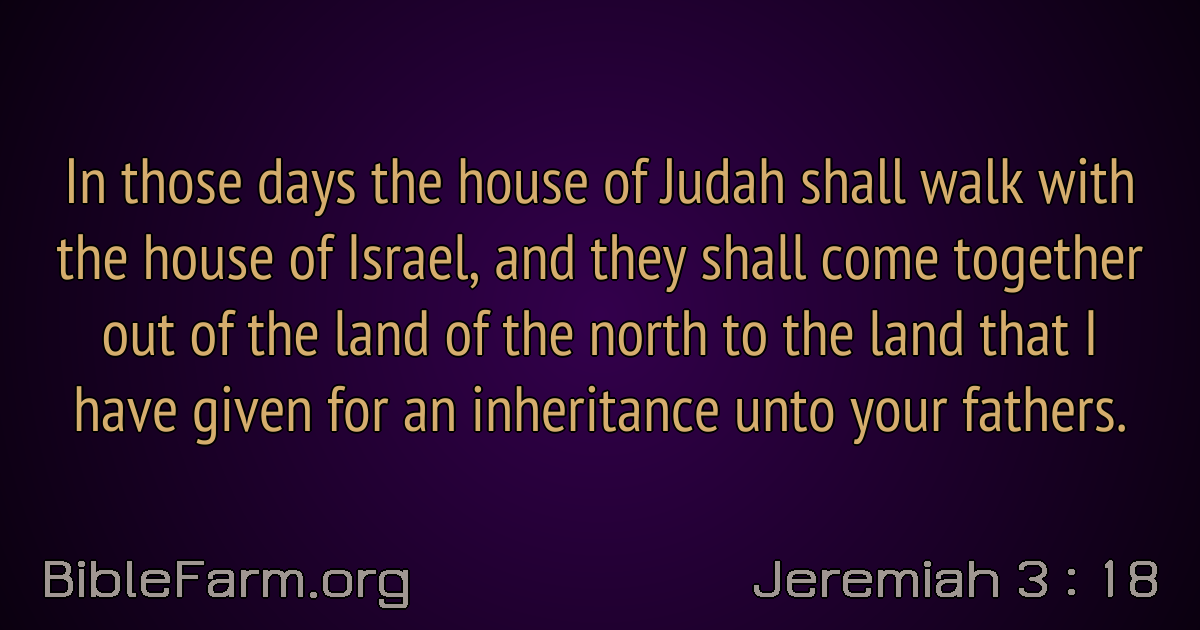 In those days the house of Judah shall walk with
the house of Israel, and they shall come together
out of the land of the north to the land that I
have given for an inheritance unto your fathers.
BibleFarm.org
Jeremiah 3 : 18